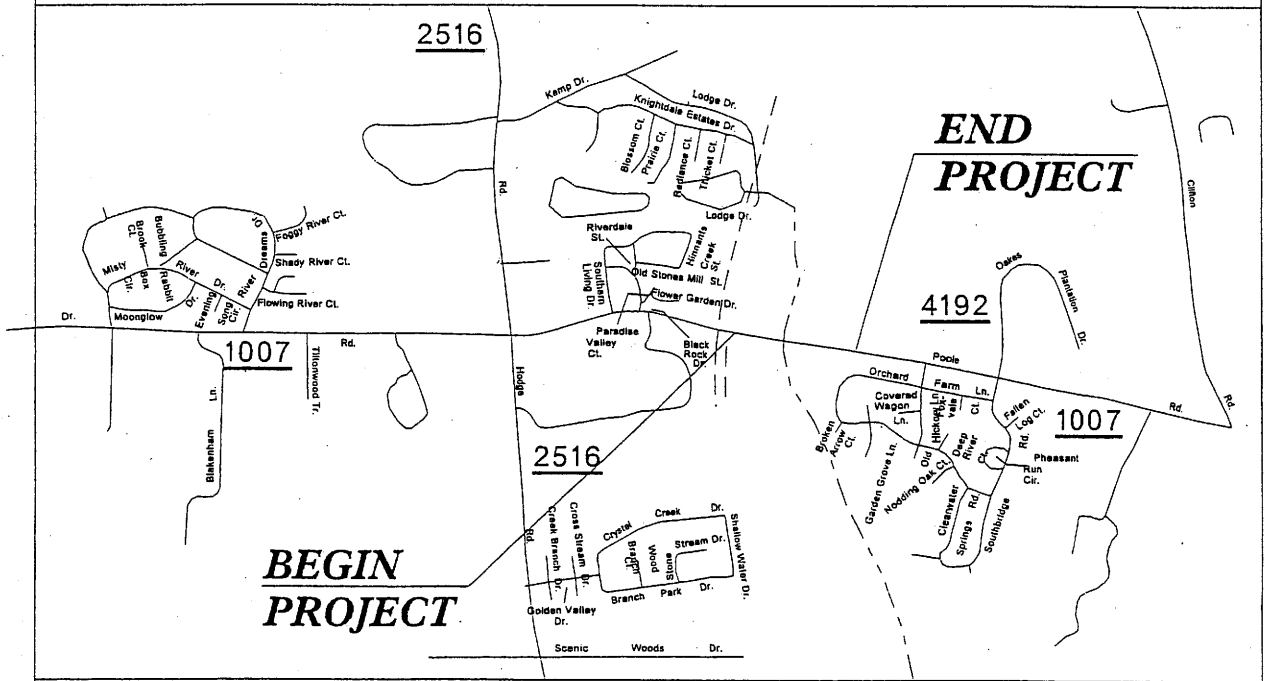 2516
Kemp Dr.
Lodge Dr.
Knightdale Estates Dr.
Blossom Ct.
Prairie Ct.
Radiance Ct.
Thicket Ct.
END
PROJECT
Rd.
Clifton
Lodge Dr.
Riverdale
St.
Hinnants
Creek
St.
Southern
Living Dr.
Old Stones Mill St.
Flower Garden Dr.
Foggy River Ct.
Shady River Ct.
Flowing River Ct.
Dreams
Bubbling
Brook
Ct.
Misty
Cir.
River
Dr.
Box
Rabbit
Dr.
Evening
Song
Cir.
River
Moonglow
Oakes
Plantation
Dr.
4192
Dr.
1007
Rd.
Paradise
Valley
Ct.
Black
Rock
Dr.
Poole
Rd.
Rd.
Tiltonwood Tr.
Blakenham
Ln.
Hodge
Orchard
Farm
Ln.
Covered
Wagon
Ln.
Old
Hickory Ln.
Fox-
vale
Ct.
Fallen
Log Ct.
1007
Broken
Arrow
Ct.
Garden Grove Ln.
Nodding Oak Ct.
Deep
River
Ct.
Rd.
Pheasant
Run
Cir.
2516
Clearwater
Springs
Rd.
Southbridge
Rd.
Creek Branch
Dr.
Cross Stream
Dr.
Crystal
Creek
Dr.
Branch
Ct.
Wood
Stone
Stream Dr.
Shallow Water Dr.
BEGIN
PROJECT
Golden Valley
Dr.
Branch
Park
Dr.
Scenic
Woods
Dr.